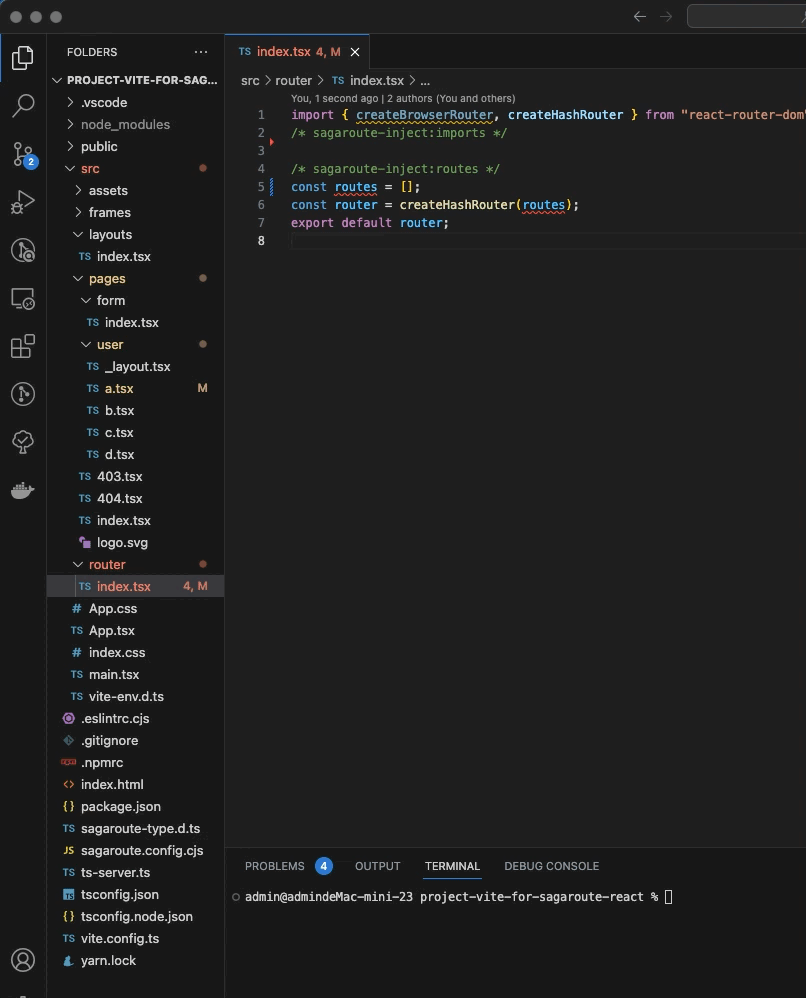 FOLDERS
PROJECT-VITE-FOR-SAG...
.vscode
node_modules
public
src
assets
frames
layouts
TS index.tsx
pages
form
TS index.tsx
user
TS _layout.tsx
TS a.tsx M
TS b.tsx
TS c.tsx
TS d.tsx
TS 403.tsx
TS 404.tsx
TS index.tsx
logo.svg
router
TS index.tsx 4, M
# App.css
TS App.tsx
# index.css
TS main.tsx
TS vite-env.d.ts
.eslintrc.cjs
.gitignore
.npmrc
<> index.html
{ } package.json
TS sagaroute-type.d.ts
JS sagaroute.config.cjs
TS ts-server.ts
TS tsconfig.json
{ } tsconfig.node.json
TS vite.config.ts
yarn.lock
2
TS index.tsx 4, M
src > router > TS index.tsx > ...
You, 1 second ago | 2 authors (You and others)
1 import { createBrowserRouter, createHashRouter } from "react-router-dom"
2 /* sagaroute-inject:imports */
3
4 /* sagaroute-inject:routes */
5 const routes = [];
6 const router = createHashRouter(routes);
7 export default router;
8
PROBLEMS 4 OUTPUT TERMINAL DEBUG CONSOLE
admin@admindeMac-mini-23 project-vite-for-sagaroute-react %